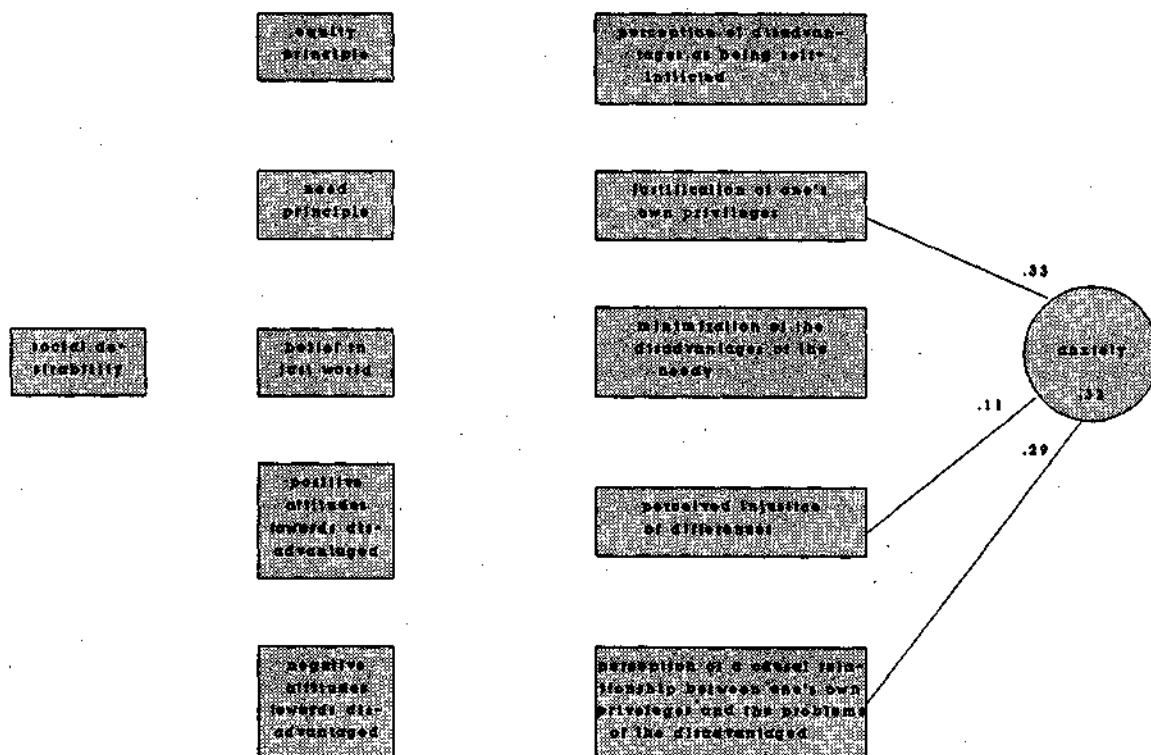 equity
principle
perception of disadvan-
tages as being self-
inflicted
need
principle
justification of one's
own privileges
.33
social de-
sirability
belief in
just world
minimization of the
disadvantages of the
needy
anxiety
.32
.11
.29
positive
attitudes
towards dis-
advantaged
perceived injustice
of differences
negative
attitudes
towards dis-
advantaged
perception of a causal rela-
tionship between one's own
privileges and the problems
of the disadvantaged